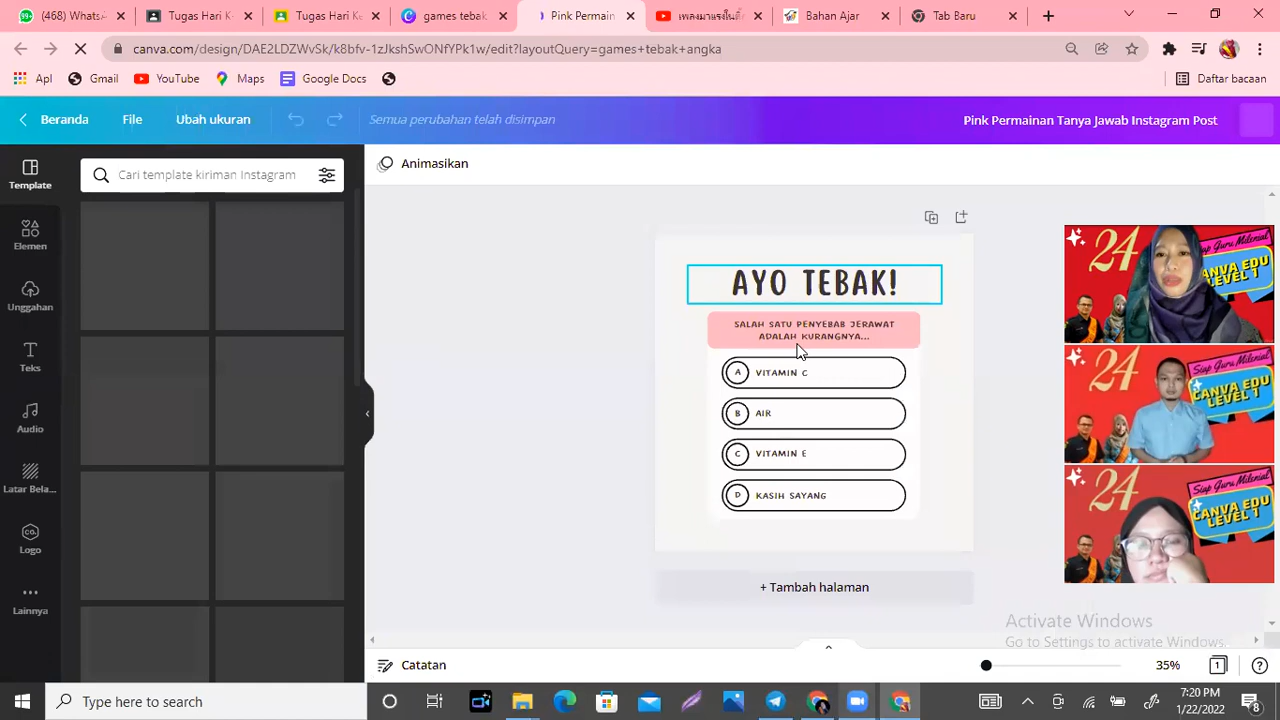 (468) WhatsA
Tugas Hari K
Tugas Hari Ke
games tebak
Pink Permain
Bahan Ajar
Tab Baru
canva.com/design/DAE2LDZWvSk/k8bfv-1zJkshSwONfYPk1w/edit?layoutQuery=games+tebak+angka
Apl
Gmail
YouTube
Maps
Google Docs
Daftar bacaan
Beranda
File
Ubah ukuran
Semua perubahan telah disimpan
Pink Permainan Tanya Jawab Instagram Post
Template
Cari template kiriman Instagram
Animasikan
Elemen
Unggahan
Teks
Audio
Latar Bela...
CO.
Logo
Lainnya
AYO TEBAK!
SALAH SATU PENYEBAB JERAWAT
ADALAH KURANGNYA...
A VITAMIN C
B AIR
C VITAMIN E
D KASIH SAYANG
+ Tambah halaman
24
Siap Guru Milenial
CANVA EDU
LEVEL 1
24
Siap Guru Milenial
CANVA EDU
LEVEL 1
24
Siap Guru Milenial
CANVA EDU
LEVEL 1
Activate Windows
Go to Settings to activate Windows.
Catatan
35%
1
Type here to search
7:20 PM
1/22/2022
8